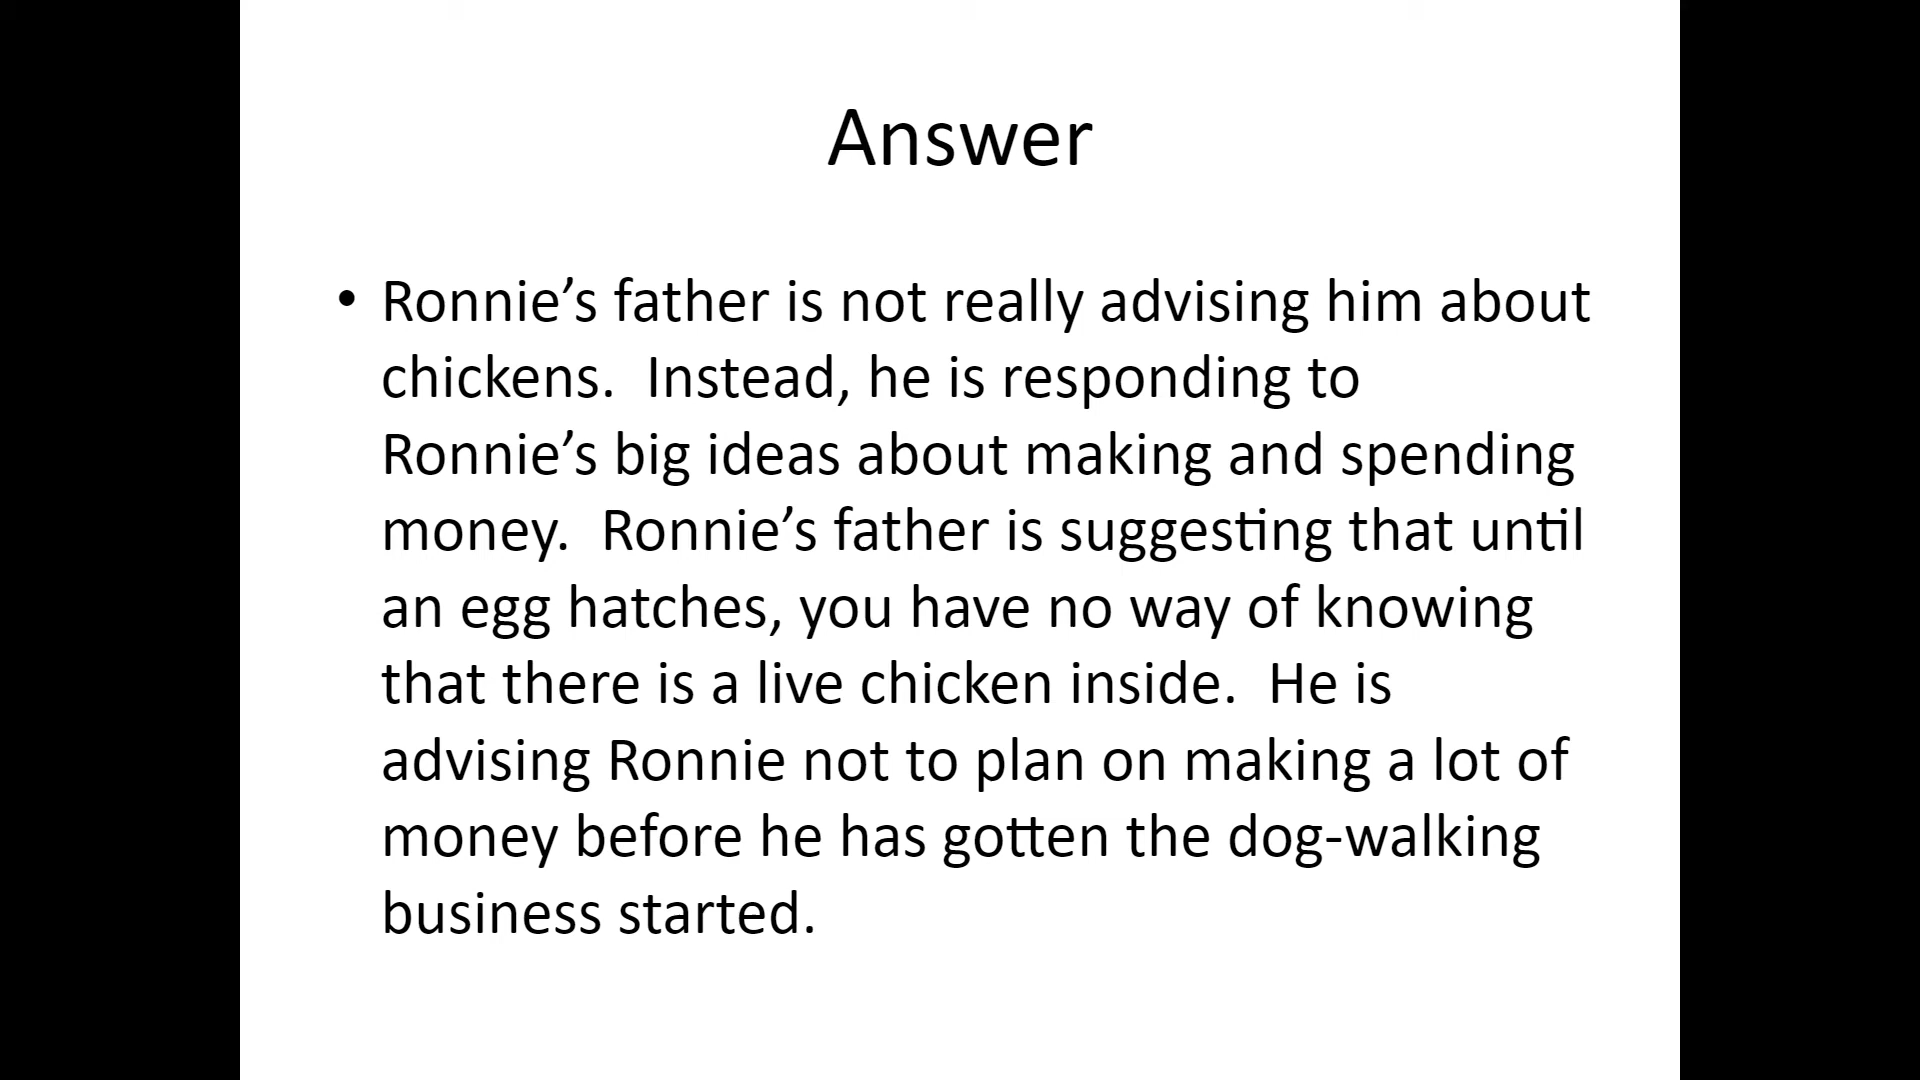 Answer
• Ronnie’s father is not really advising him about
chickens.  Instead, he is responding to
Ronnie’s big ideas about making and spending
money.  Ronnie’s father is suggesting that until
an egg hatches, you have no way of knowing
that there is a live chicken inside.  He is
advising Ronnie not to plan on making a lot of
money before he has gotten the dog-walking
business started.